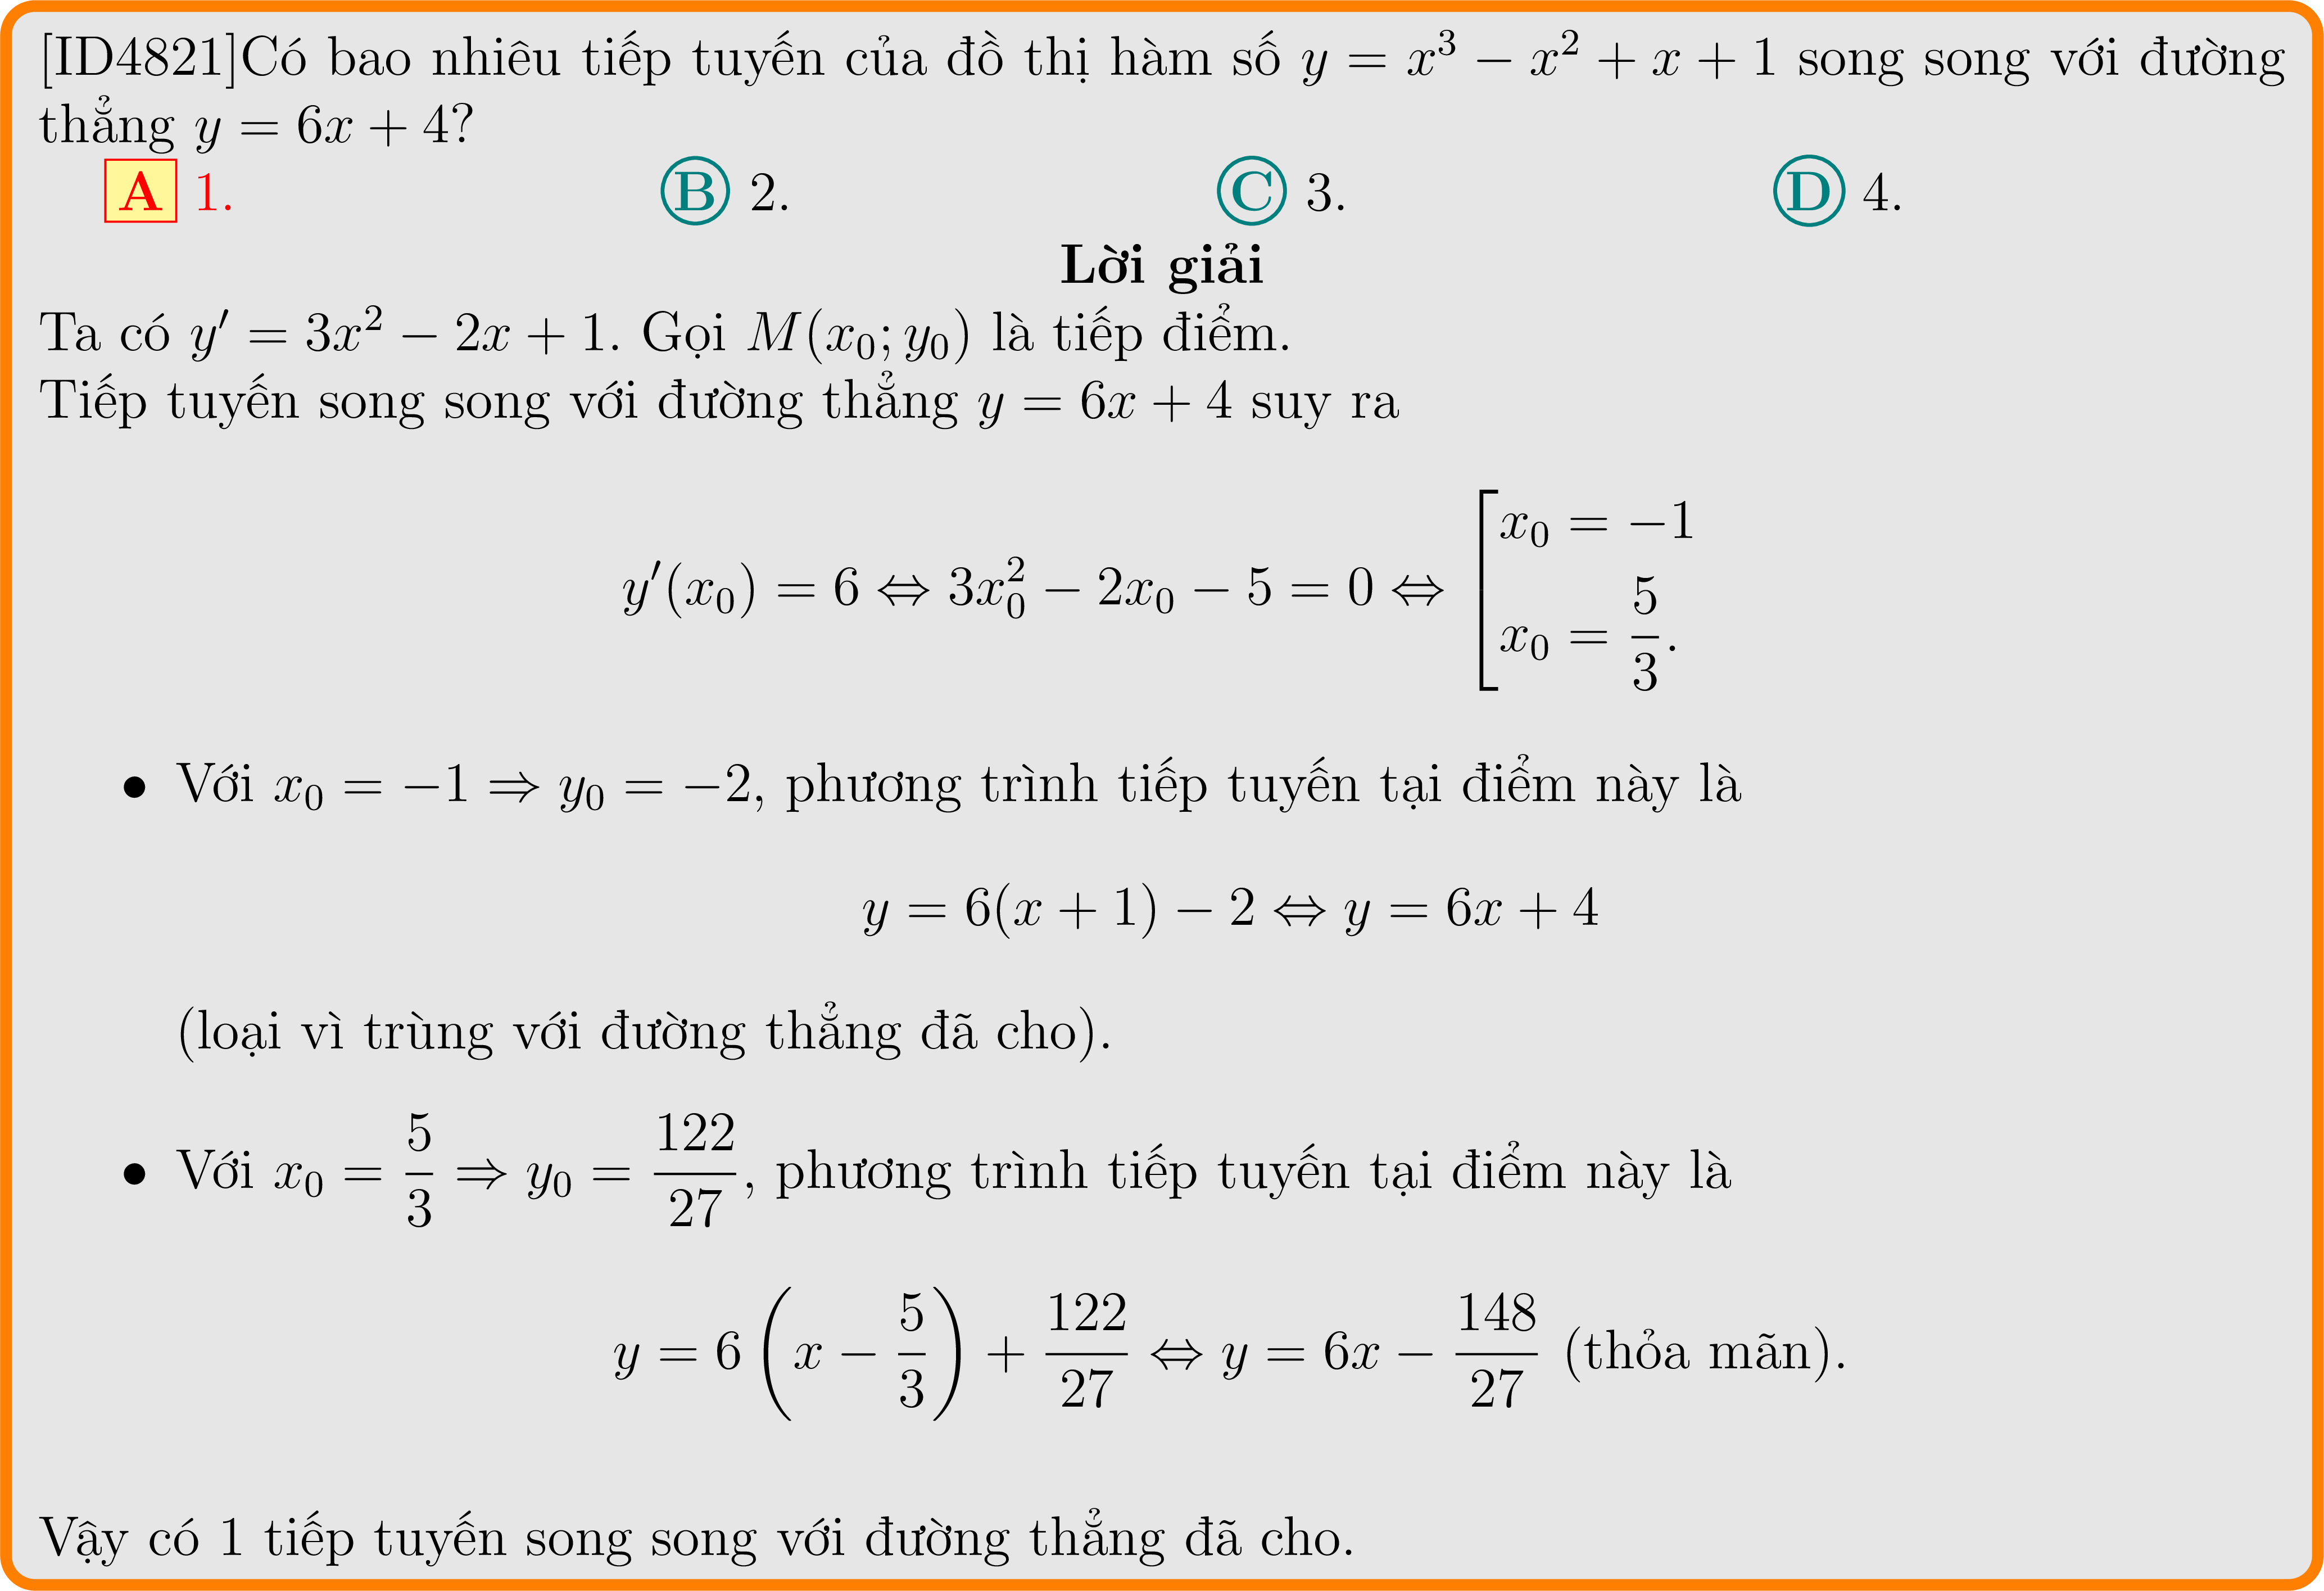 [ID4821]Có bao nhiêu tiếp tuyến của đồ thị hàm số $y = x^3 - x^2 + x + 1$ song song với đường
thẳng $y = 6x + 4$?
A 1. B 2. C 3. D 4.
Lời giải
Ta có $y' = 3x^2 - 2x + 1$. Gọi $M(x_0; y_0)$ là tiếp điểm.
Tiếp tuyến song song với đường thẳng $y = 6x + 4$ suy ra
$y'(x_0) = 6 \Leftrightarrow 3x_0^2 - 2x_0 - 5 = 0 \Leftrightarrow \left[\begin{array}{l} x_0 = -1 \\ x_0 = \dfrac{5}{3}. \end{array}\right.$
• Với $x_0 = -1 \Rightarrow y_0 = -2$, phương trình tiếp tuyến tại điểm này là
$y = 6(x + 1) - 2 \Leftrightarrow y = 6x + 4$
(loại vì trùng với đường thẳng đã cho).
• Với $x_0 = \dfrac{5}{3} \Rightarrow y_0 = \dfrac{122}{27}$, phương trình tiếp tuyến tại điểm này là
$y = 6\left(x - \dfrac{5}{3}\right) + \dfrac{122}{27} \Leftrightarrow y = 6x - \dfrac{148}{27}$ (thỏa mãn).
Vậy có 1 tiếp tuyến song song với đường thẳng đã cho.